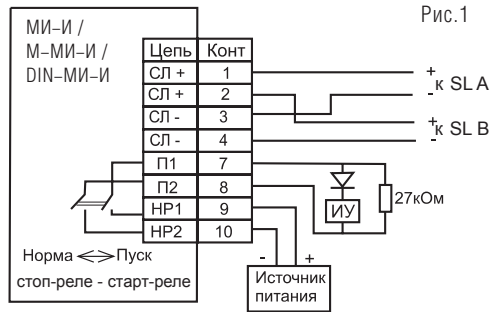 Рис.1
МИ–И /
М–МИ–И /
DIN–МИ–И
Цепь Конт
СЛ + 1
СЛ + 2
СЛ - 3
СЛ - 4
П1 7
П2 8
НР1 9
НР2 10
+
- к SL A
+
- к SL B
ИУ
27кОм
Норма <=> Пуск
стоп-реле - старт-реле
- +
Источник
питания